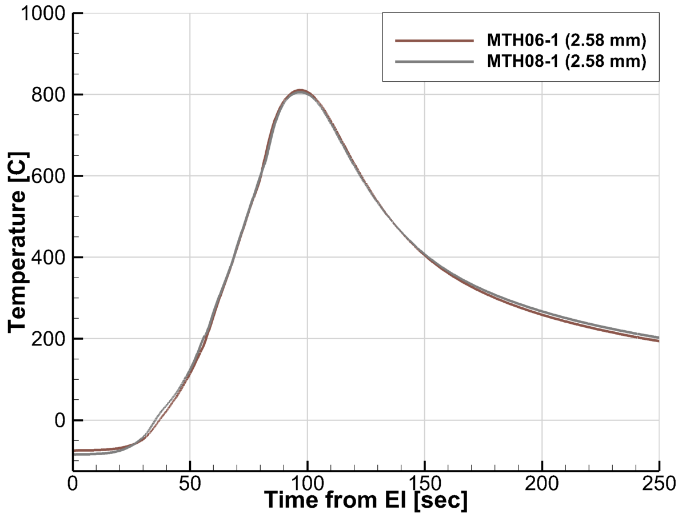 1000
MTH06-1 (2.58 mm)
MTH08-1 (2.58 mm)
800
600
400
200
0
Temperature [C]
0 50 100 150 200 250
Time from EI [sec]